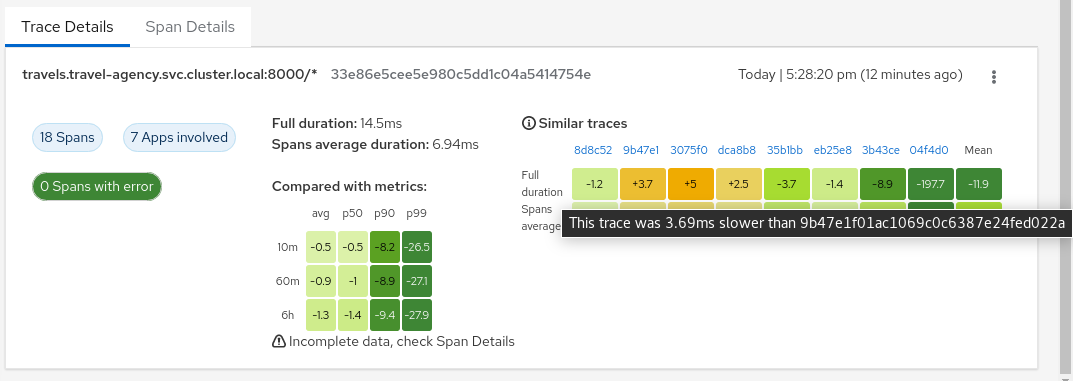 Trace Details Span Details
travels.travel-agency.svc.cluster.local:8000/* 33e86e5cee5e980c5dd1c04a5414754e Today | 5:28:20 pm (12 minutes ago)
18 Spans 7 Apps involved
0 Spans with error
Full duration: 14.5ms
Spans average duration: 6.94ms
Compared with metrics:
avg p50 p90 p99
10m -0.5 -0.5 -8.2 -26.5
60m -0.9 -1 -8.9 -27.1
6h -1.3 -1.4 -9.4 -27.9
Incomplete data, check Span Details
Similar traces
8d8c52 9b47e1 3075f0 dca8b8 35b1bb eb25e8 3b43ce 04f4d0 Mean
Full duration -1.2 +3.7 +5 +2.5 -3.7 -1.4 -8.9 -197.7 -11.9
Spans average
This trace was 3.69ms slower than 9b47e1f01ac1069c0c6387e24fed022a